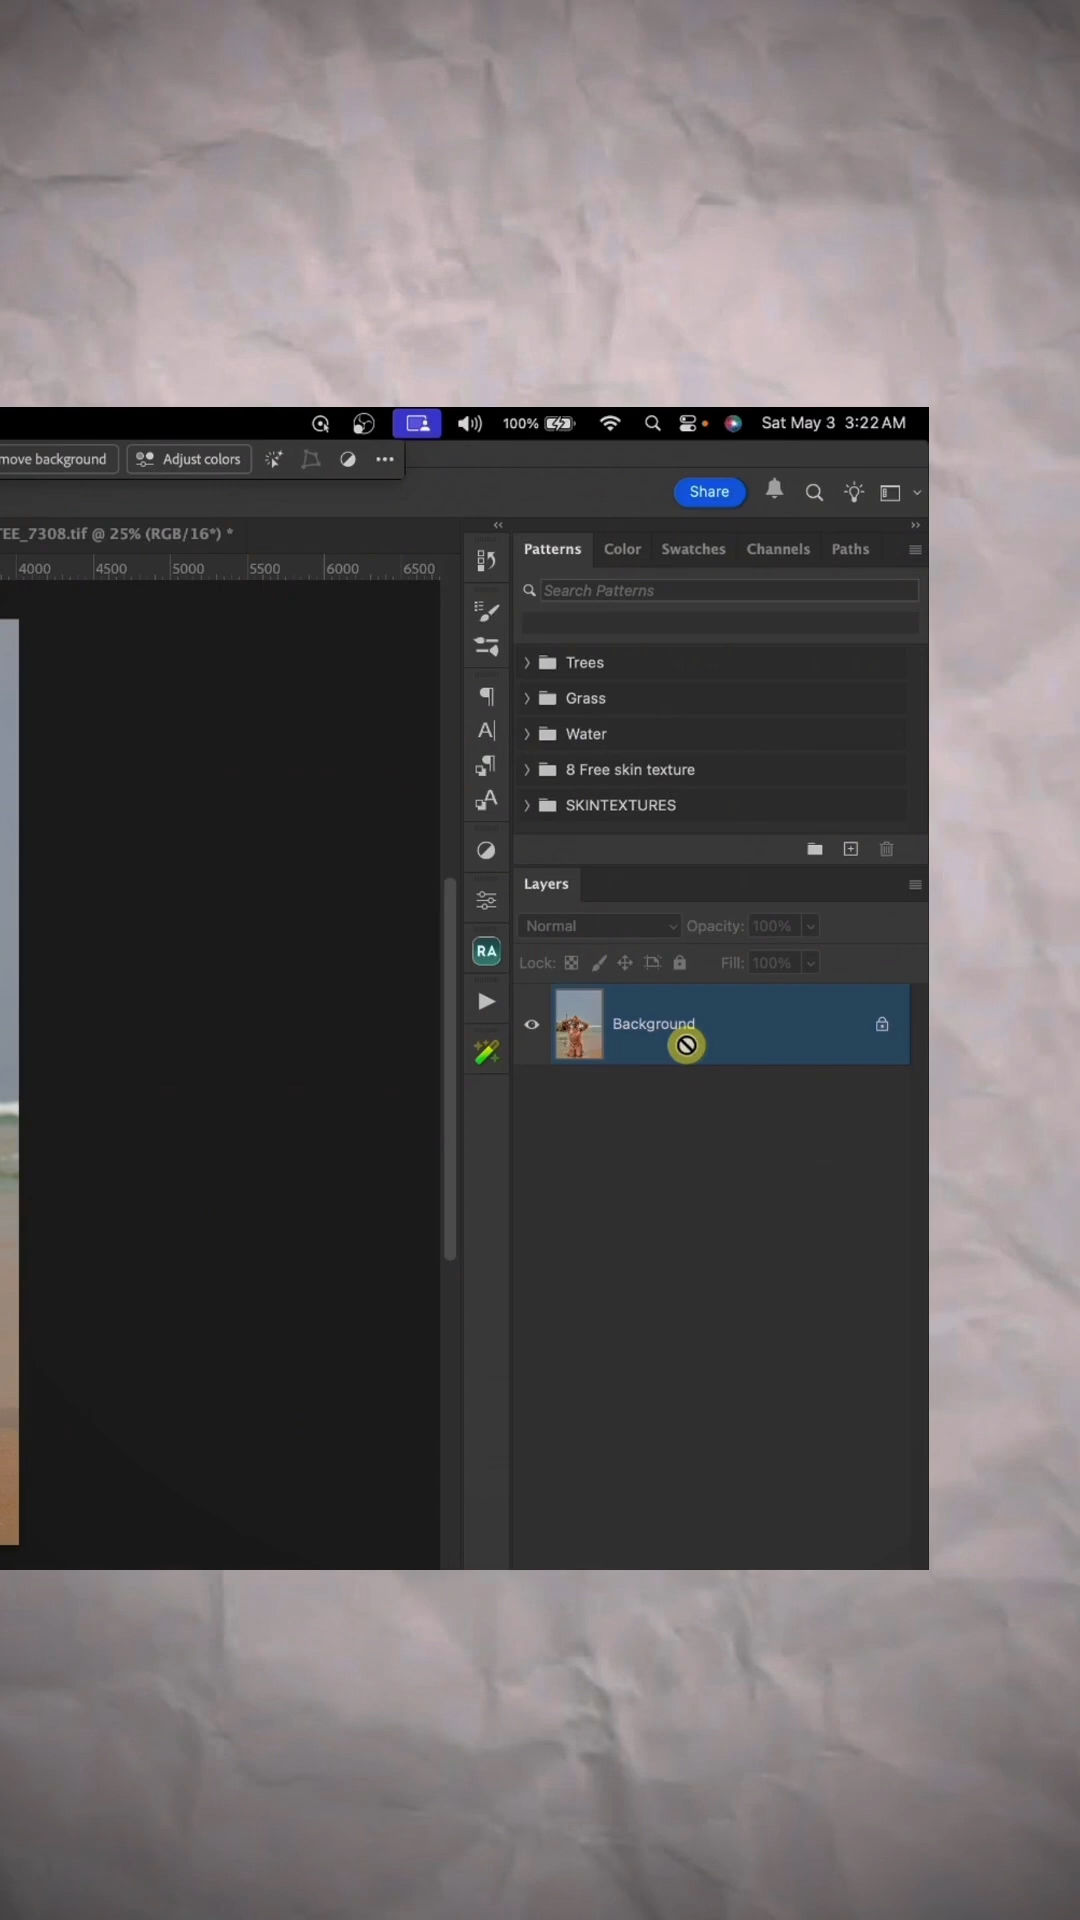 100% Sat May 3 3:22 AM
move background Adjust colors
Share
TEE_7308.tif @ 25% (RGB/16*) *
4000 4500 5000 5500 6000 6500
Patterns Color Swatches Channels Paths
Search Patterns
Trees
Grass
Water
8 Free skin texture
SKINTEXTURES
Layers
Normal Opacity: 100%
Lock: Fill: 100%
RA
Background